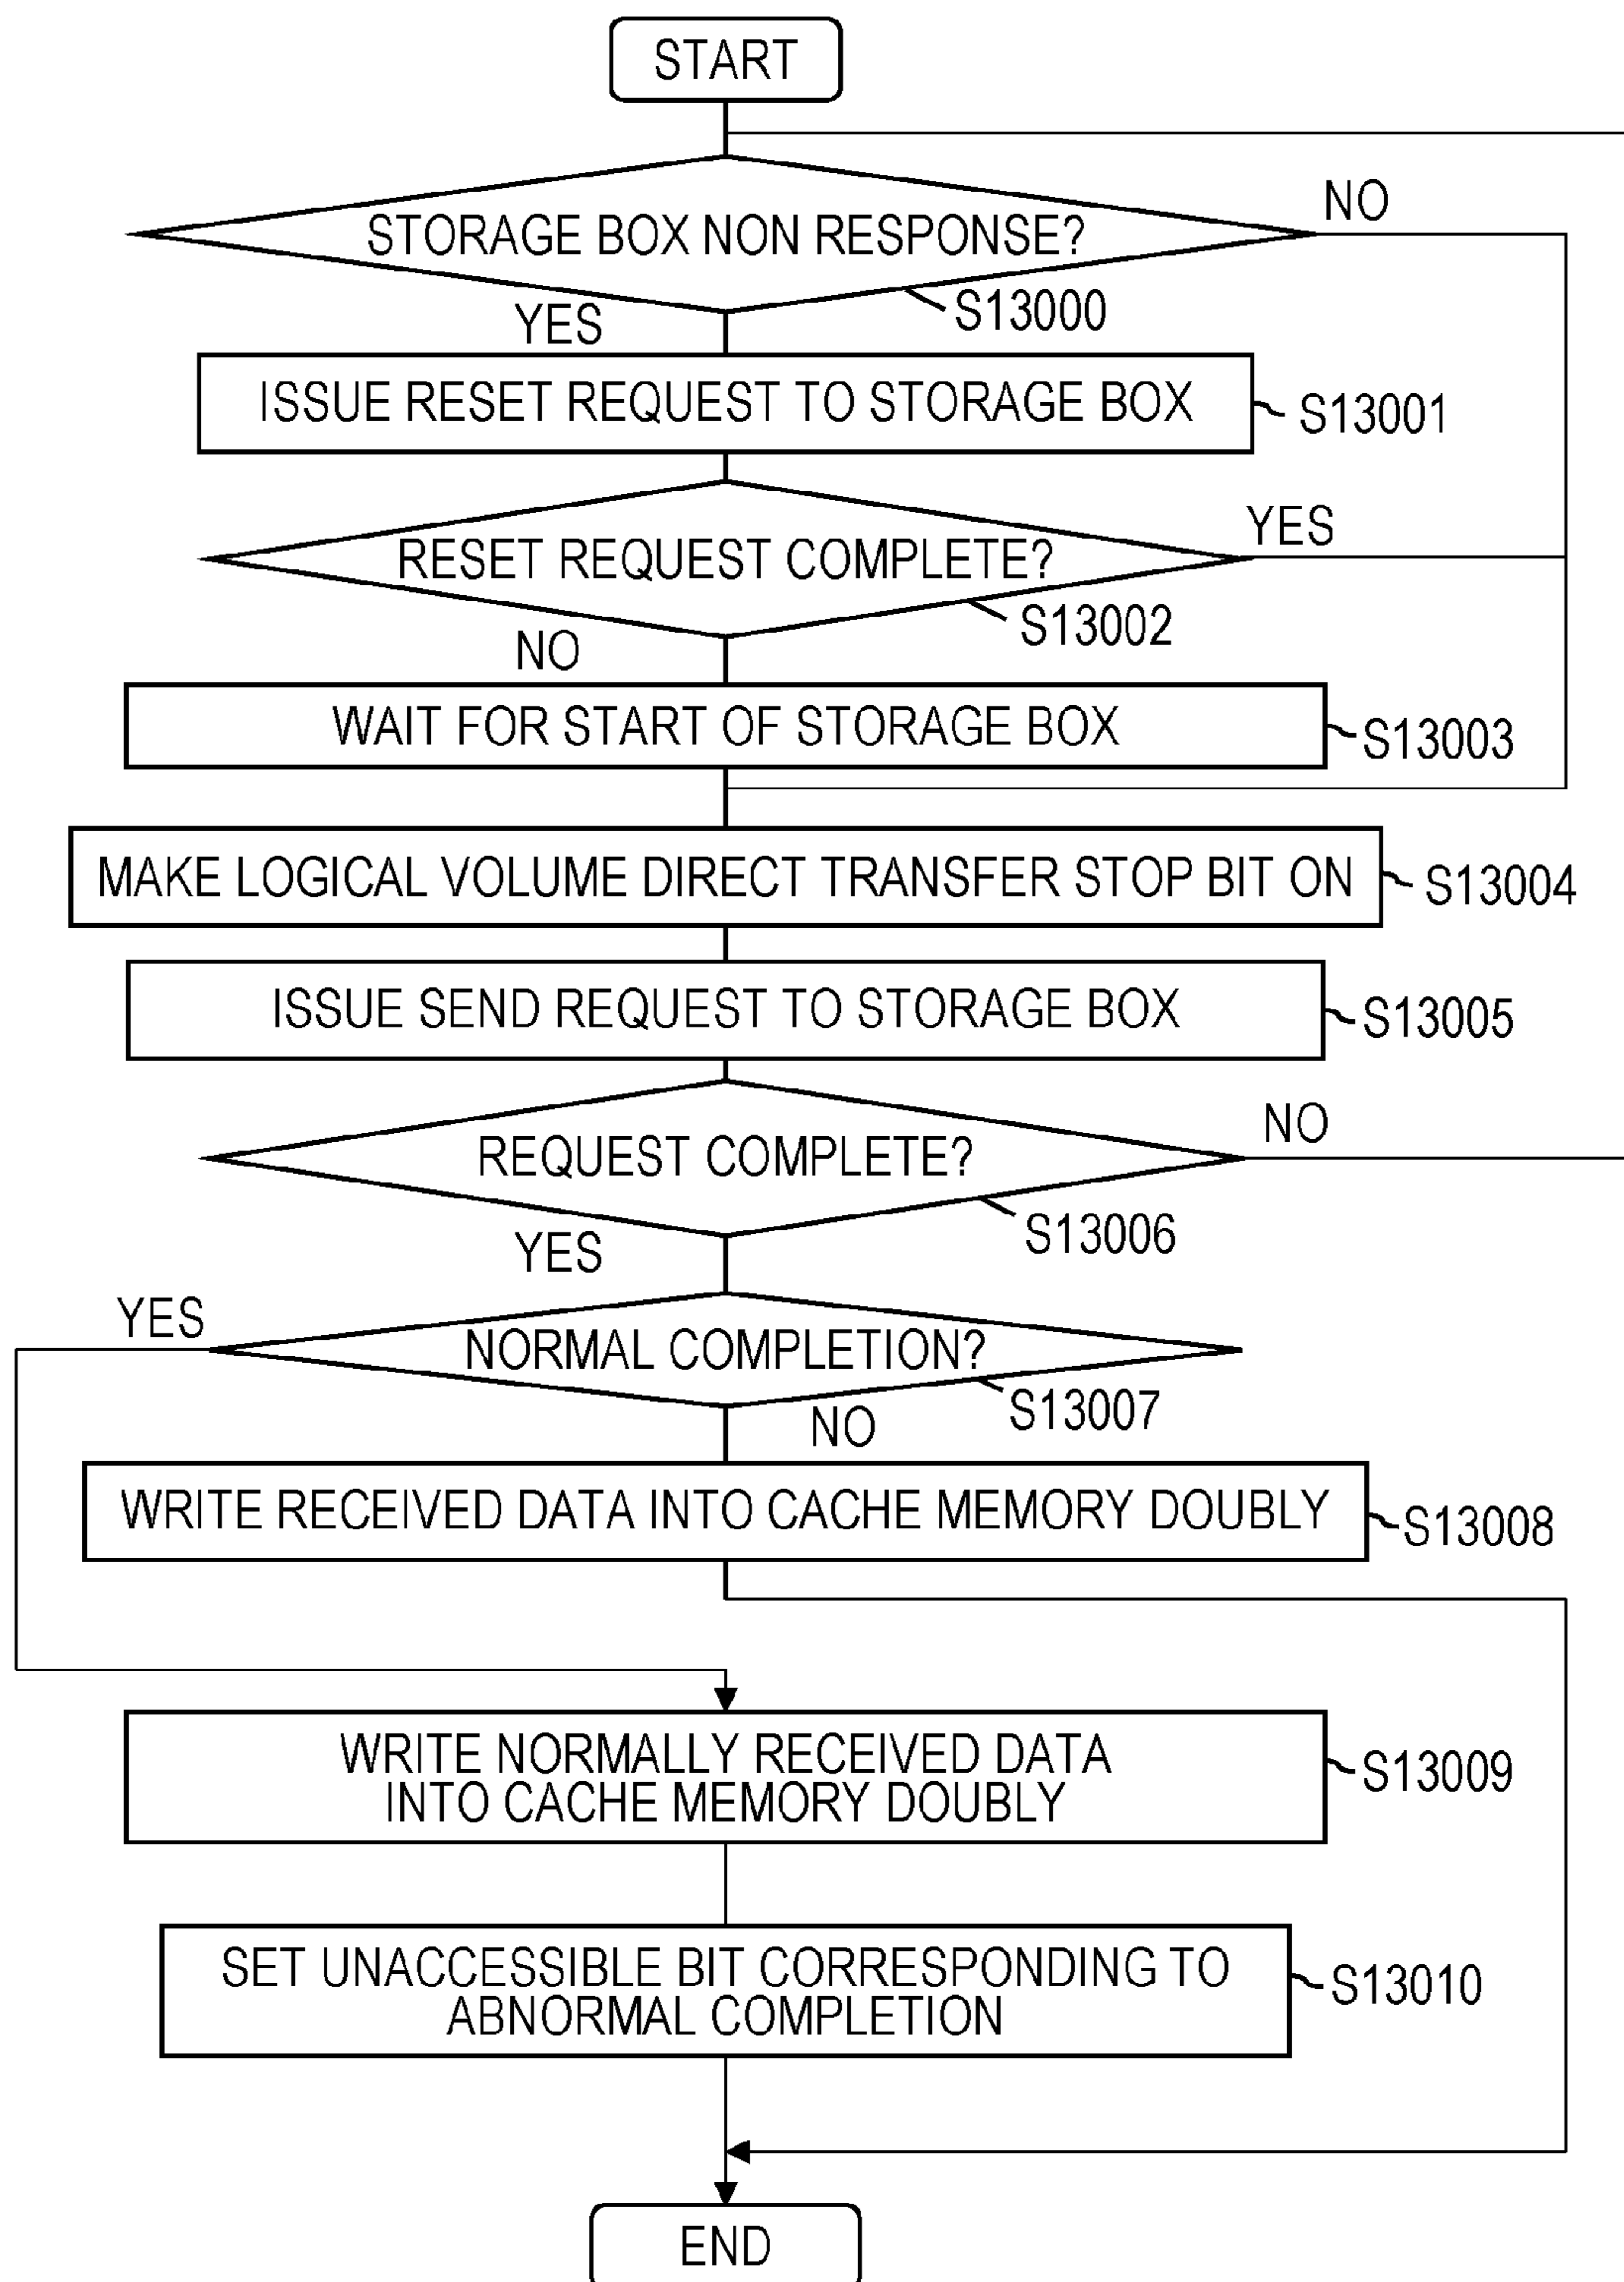 START
STORAGE BOX NON RESPONSE?
NO
S13000
YES
ISSUE RESET REQUEST TO STORAGE BOX
S13001
RESET REQUEST COMPLETE?
YES
S13002
NO
WAIT FOR START OF STORAGE BOX
S13003
MAKE LOGICAL VOLUME DIRECT TRANSFER STOP BIT ON
S13004
ISSUE SEND REQUEST TO STORAGE BOX
S13005
REQUEST COMPLETE?
NO
S13006
YES
YES
NORMAL COMPLETION?
S13007
NO
WRITE RECEIVED DATA INTO CACHE MEMORY DOUBLY
S13008
WRITE NORMALLY RECEIVED DATA
INTO CACHE MEMORY DOUBLY
S13009
SET UNACCESSIBLE BIT CORRESPONDING TO
ABNORMAL COMPLETION
S13010
END